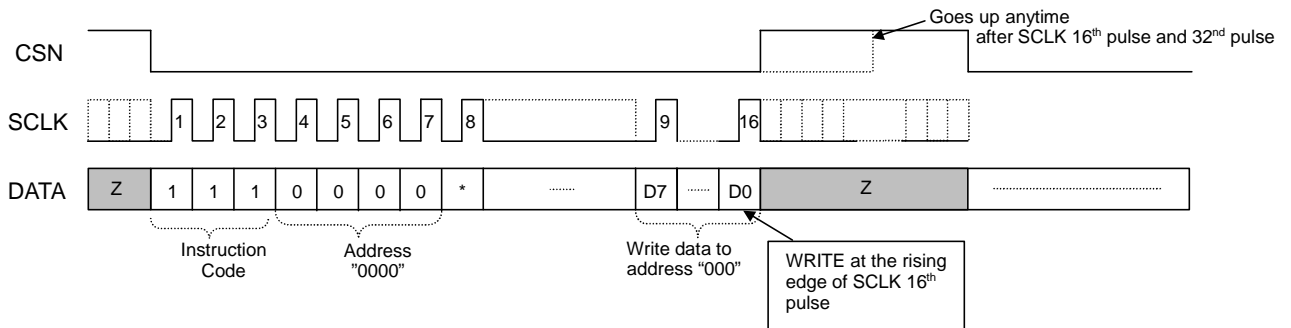 Goes up anytime
after SCLK 16th pulse and 32nd pulse
CSN
SCLK 1 2 3 4 5 6 7 8 9 16
DATA Z 1 1 1 0 0 0 0 * ........ D7 ...... D0 Z ................................................
Instruction
Code
Address
"0000"
Write data to
address “000”
WRITE at the rising
edge of SCLK 16th
pulse